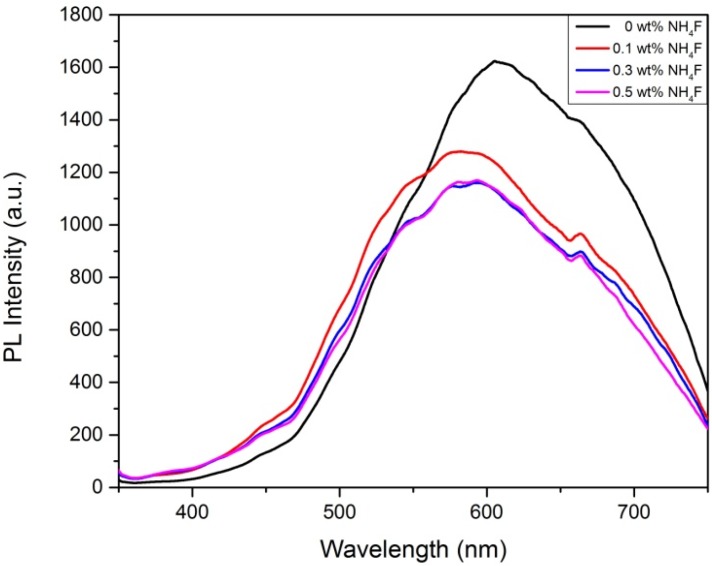 1800
1600
1400
1200
1000
800
600
400
200
0
PL Intensity (a.u.)
0 wt% NH₄F
0.1 wt% NH₄F
0.3 wt% NH₄F
0.5 wt% NH₄F
400 500 600 700
Wavelength (nm)